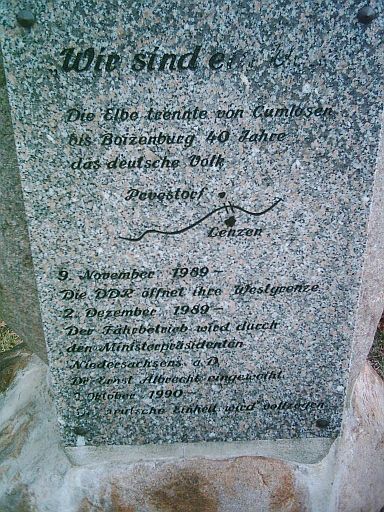 „Wir sind ein
Die Elbe trennte von Cumlosen
bis Boizenburg 40 Jahre
das deutsche Volk
Pevestorf
Lenzen
9. November 1989 –
Die DDR öffnet ihre Westgrenze
2. Dezember 1989 –
Der Fährbetrieb wird durch
den Ministerpräsidenten
Niedersachsens a.D.
Dr. Ernst Albrecht eingeweiht.
Oktober 1990 –
deutsche Einheit wird vollzogen